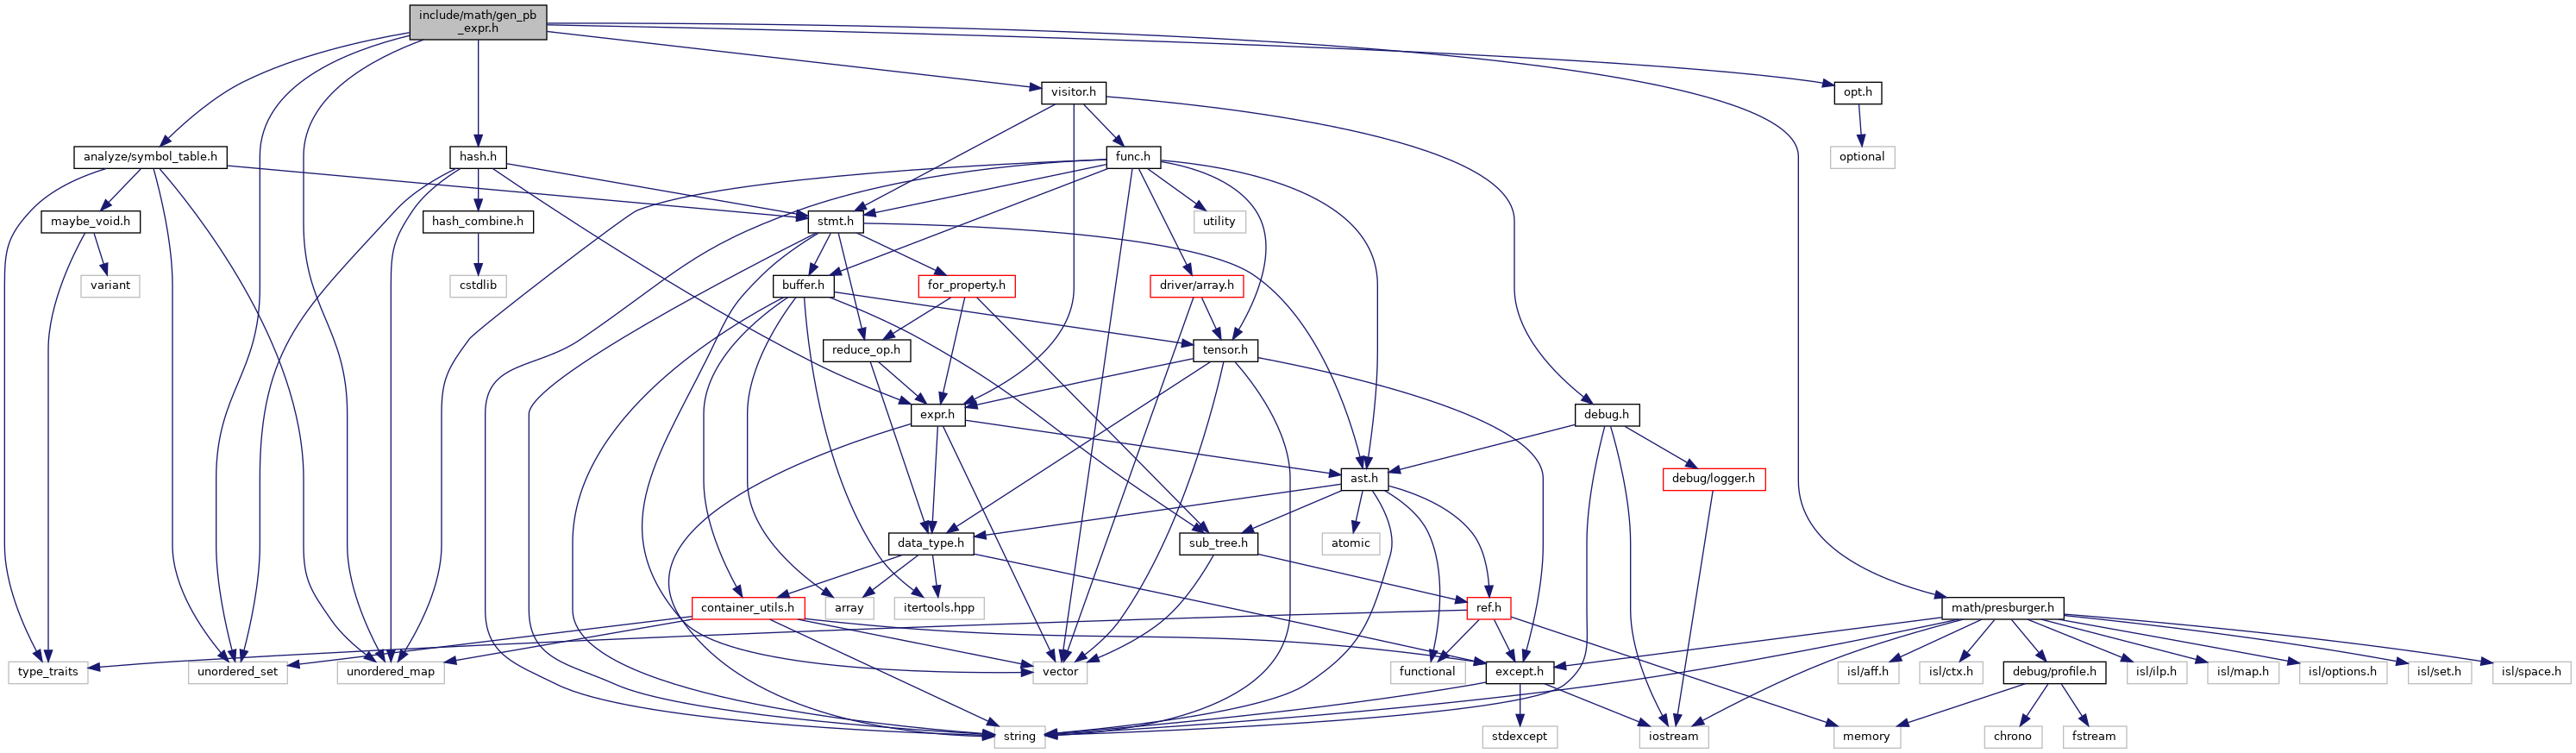 include/math/gen_pb
_expr.h
visitor.h
opt.h
analyze/symbol_table.h
hash.h
func.h
optional
maybe_void.h
hash_combine.h
stmt.h
utility
variant
cstdlib
buffer.h
for_property.h
driver/array.h
reduce_op.h
tensor.h
expr.h
debug.h
ast.h
debug/logger.h
data_type.h
sub_tree.h
atomic
container_utils.h
array
itertools.hpp
ref.h
math/presburger.h
type_traits
unordered_set
unordered_map
vector
functional
except.h
isl/aff.h
isl/ctx.h
debug/profile.h
isl/ilp.h
isl/map.h
isl/options.h
isl/set.h
isl/space.h
string
stdexcept
iostream
memory
chrono
fstream